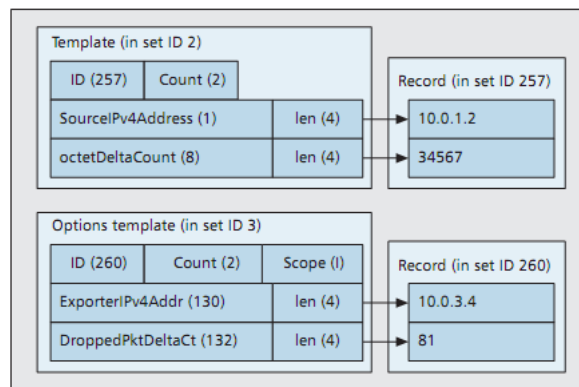 Template (in set ID 2)
ID (257) Count (2)
SourceIPv4Address (1) len (4)
octetDeltaCount (8) len (4)
Record (in set ID 257)
10.0.1.2
34567
Options template (in set ID 3)
ID (260) Count (2) Scope (I)
ExporterIPv4Addr (130) len (4)
DroppedPktDeltaCt (132) len (4)
Record (in set ID 260)
10.0.3.4
81